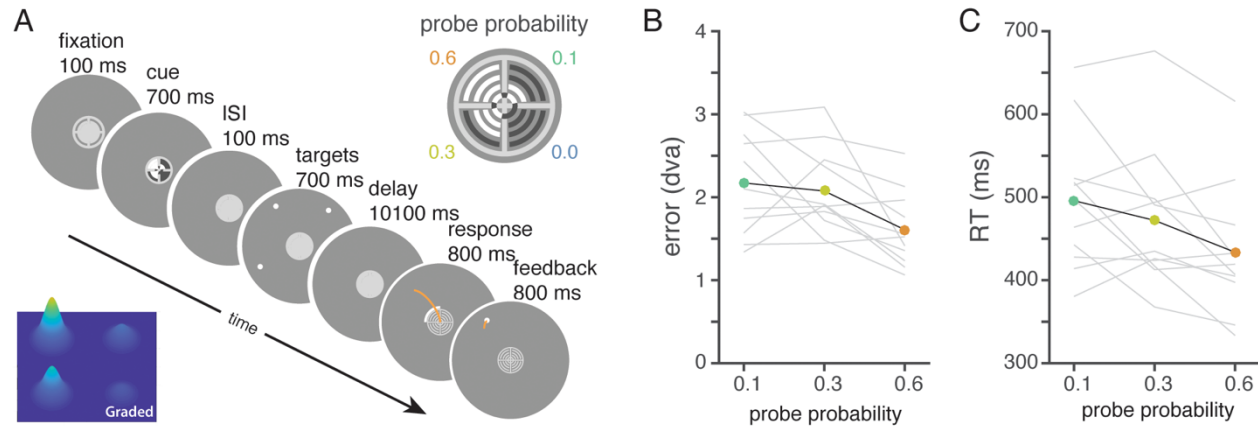 A
fixation
100 ms
cue
700 ms
ISI
100 ms
targets
700 ms
delay
10100 ms
response
800 ms
feedback
800 ms
time
Graded
probe probability
0.6
0.1
0.3
0.0
B
error (dva)
4
3
2
1
0
0.1
0.3
0.6
probe probability
C
RT (ms)
700
600
500
400
300
0.1
0.3
0.6
probe probability